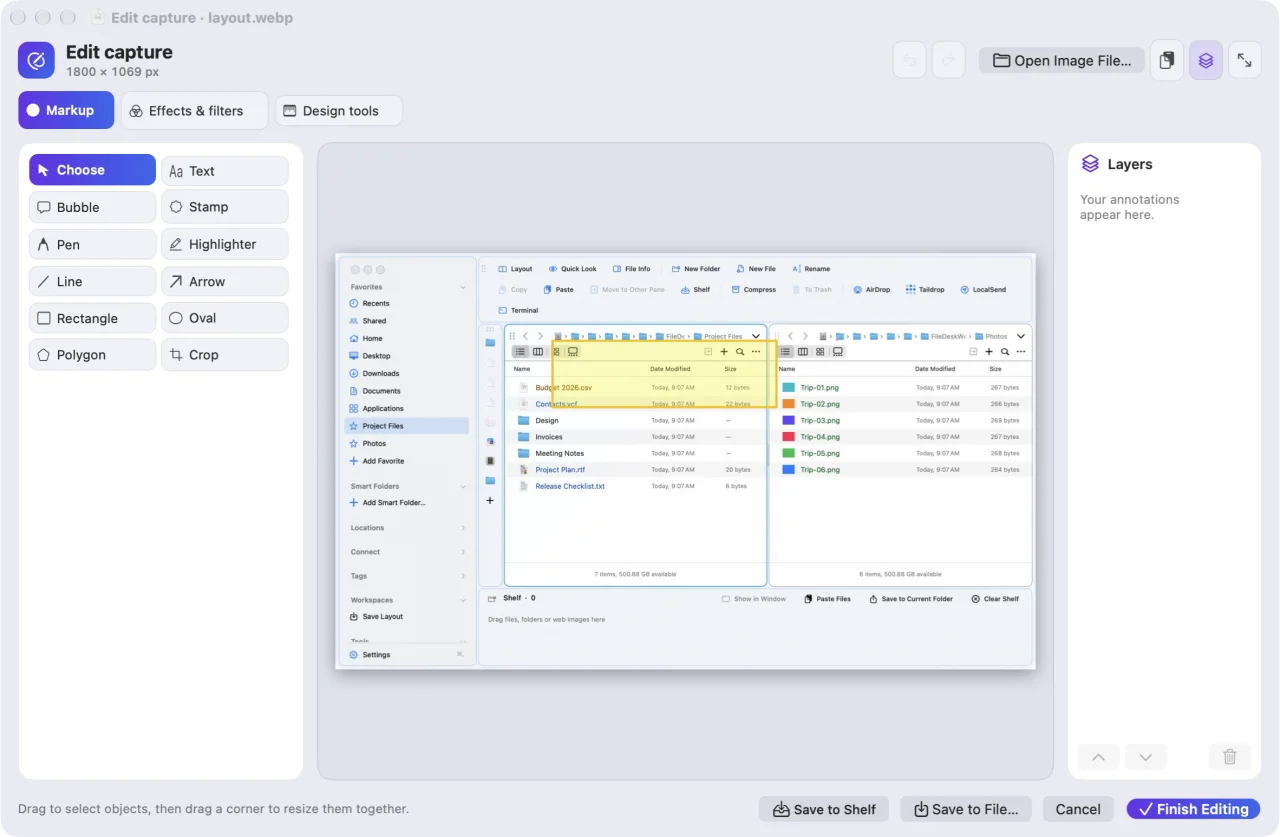 Edit capture · layout.webp
Edit capture
1800 × 1069 px
Open Image File...
Markup
Effects & filters
Design tools
Choose
Text
Bubble
Stamp
Pen
Highlighter
Line
Arrow
Rectangle
Oval
Polygon
Crop
Favorites
Recents
Shared
Home
Desktop
Downloads
Documents
Applications
Project Files
Photos
Add Favorite
Smart Folders
Add Smart Folder...
Locations
Connect
Tags
Workspaces
Save Layout
Tools
Settings
Layout Quick Look File Info New Folder New File Rename
Copy Paste Move to Other Pane Shelf Compress To Trash AirDrop Taildrop LocalSend
Terminal
Project Files
Name Date Modified Size
Budget 2026.csv Today, 9:07 AM 12 bytes
Contacts.vcf Today, 9:07 AM 22 bytes
Design Today, 9:07 AM –
Invoices Today, 9:07 AM –
Meeting Notes Today, 9:07 AM –
Project Plan.rtf Today, 9:07 AM 20 bytes
Release Checklist.txt Today, 9:07 AM 6 bytes
7 items, 500.88 GB available
Photos
Name Date Modified Size
Trip-01.png Today, 9:07 AM 267 bytes
Trip-02.png Today, 9:07 AM 266 bytes
Trip-03.png Today, 9:07 AM 269 bytes
Trip-04.png Today, 9:07 AM 267 bytes
Trip-05.png Today, 9:07 AM 268 bytes
Trip-06.png Today, 9:07 AM 264 bytes
6 items, 500.88 GB available
Shelf · 0
Show in Window Paste Files Save to Current Folder Clear Shelf
Drag files, folders or web images here
Layers
Your annotations
appear here.
Drag to select objects, then drag a corner to resize them together.
Save to Shelf
Save to File...
Cancel
Finish Editing